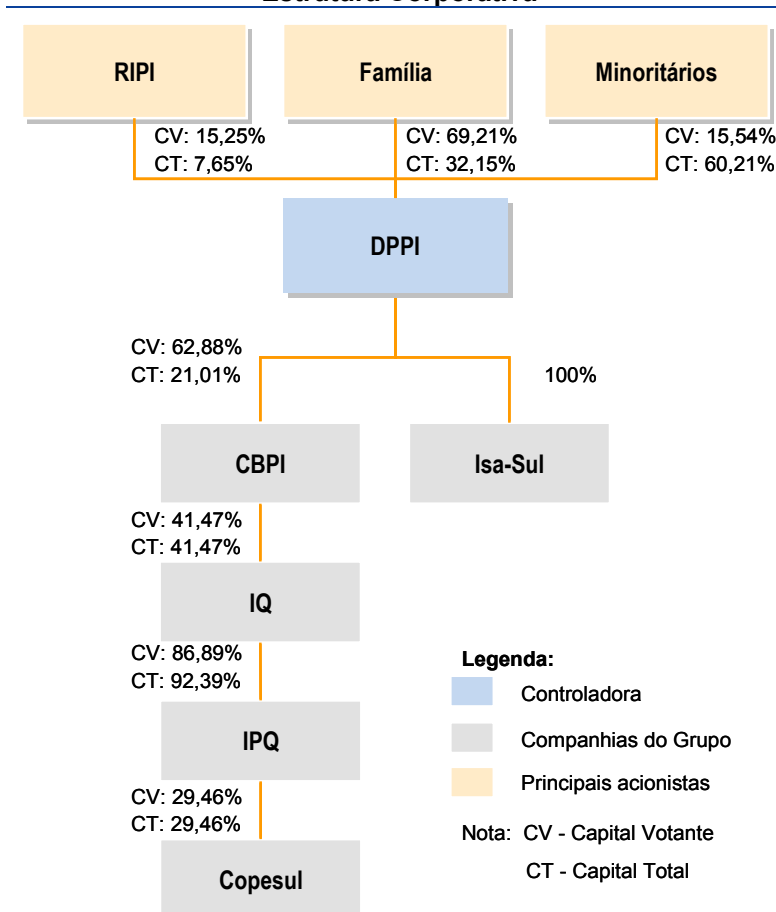 Estrutura Corporativa
RIPI
Família
Minoritários
CV: 15,25%
CT: 7,65%
CV: 69,21%
CT: 32,15%
CV: 15,54%
CT: 60,21%
DPPI
CV: 62,88%
CT: 21,01%
100%
CBPI
Isa-Sul
CV: 41,47%
CT: 41,47%
IQ
CV: 86,89%
CT: 92,39%
IPQ
CV: 29,46%
CT: 29,46%
Copesul
Legenda:
Controladora
Companhias do Grupo
Principais acionistas
Nota: CV - Capital Votante
CT - Capital Total